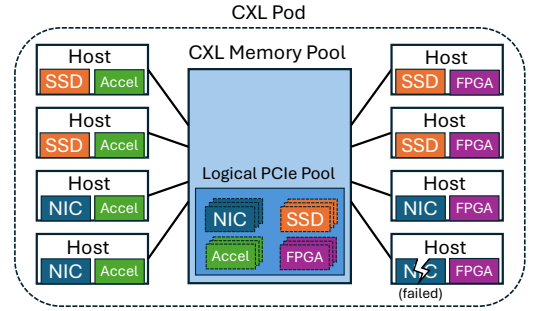 CXL Pod
Host
SSD Accel
Host
SSD Accel
Host
NIC Accel
Host
NIC Accel
CXL Memory Pool
Logical PCIe Pool
NIC SSD
Accel FPGA
Host
SSD FPGA
Host
SSD FPGA
Host
NIC FPGA
Host
NIC FPGA
(failed)